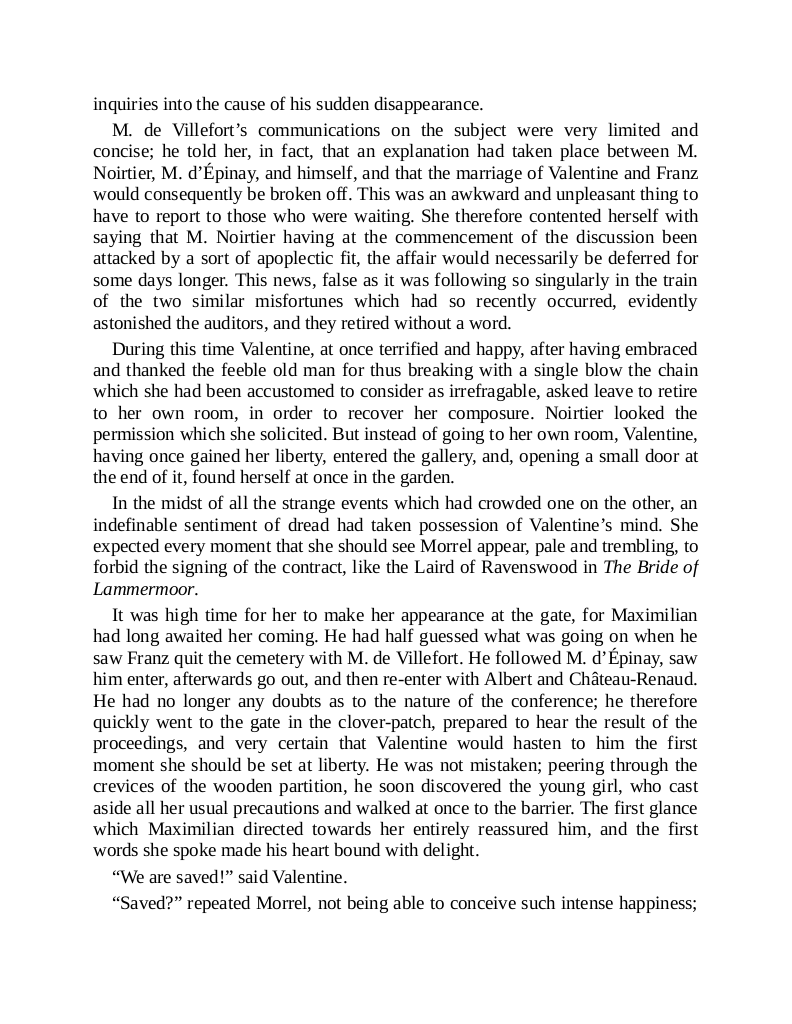 inquiries into the cause of his sudden disappearance.
M. de Villefort’s communications on the subject were very limited and
concise; he told her, in fact, that an explanation had taken place between M.
Noirtier, M. d’Épinay, and himself, and that the marriage of Valentine and Franz
would consequently be broken off. This was an awkward and unpleasant thing to
have to report to those who were waiting. She therefore contented herself with
saying that M. Noirtier having at the commencement of the discussion been
attacked by a sort of apoplectic fit, the affair would necessarily be deferred for
some days longer. This news, false as it was following so singularly in the train
of the two similar misfortunes which had so recently occurred, evidently
astonished the auditors, and they retired without a word.
During this time Valentine, at once terrified and happy, after having embraced
and thanked the feeble old man for thus breaking with a single blow the chain
which she had been accustomed to consider as irrefragable, asked leave to retire
to her own room, in order to recover her composure. Noirtier looked the
permission which she solicited. But instead of going to her own room, Valentine,
having once gained her liberty, entered the gallery, and, opening a small door at
the end of it, found herself at once in the garden.
In the midst of all the strange events which had crowded one on the other, an
indefinable sentiment of dread had taken possession of Valentine’s mind. She
expected every moment that she should see Morrel appear, pale and trembling, to
forbid the signing of the contract, like the Laird of Ravenswood in The Bride of
Lammermoor.
It was high time for her to make her appearance at the gate, for Maximilian
had long awaited her coming. He had half guessed what was going on when he
saw Franz quit the cemetery with M. de Villefort. He followed M. d’Épinay, saw
him enter, afterwards go out, and then re-enter with Albert and Château-Renaud.
He had no longer any doubts as to the nature of the conference; he therefore
quickly went to the gate in the clover-patch, prepared to hear the result of the
proceedings, and very certain that Valentine would hasten to him the first
moment she should be set at liberty. He was not mistaken; peering through the
crevices of the wooden partition, he soon discovered the young girl, who cast
aside all her usual precautions and walked at once to the barrier. The first glance
which Maximilian directed towards her entirely reassured him, and the first
words she spoke made his heart bound with delight.
“We are saved!” said Valentine.
“Saved?” repeated Morrel, not being able to conceive such intense happiness;